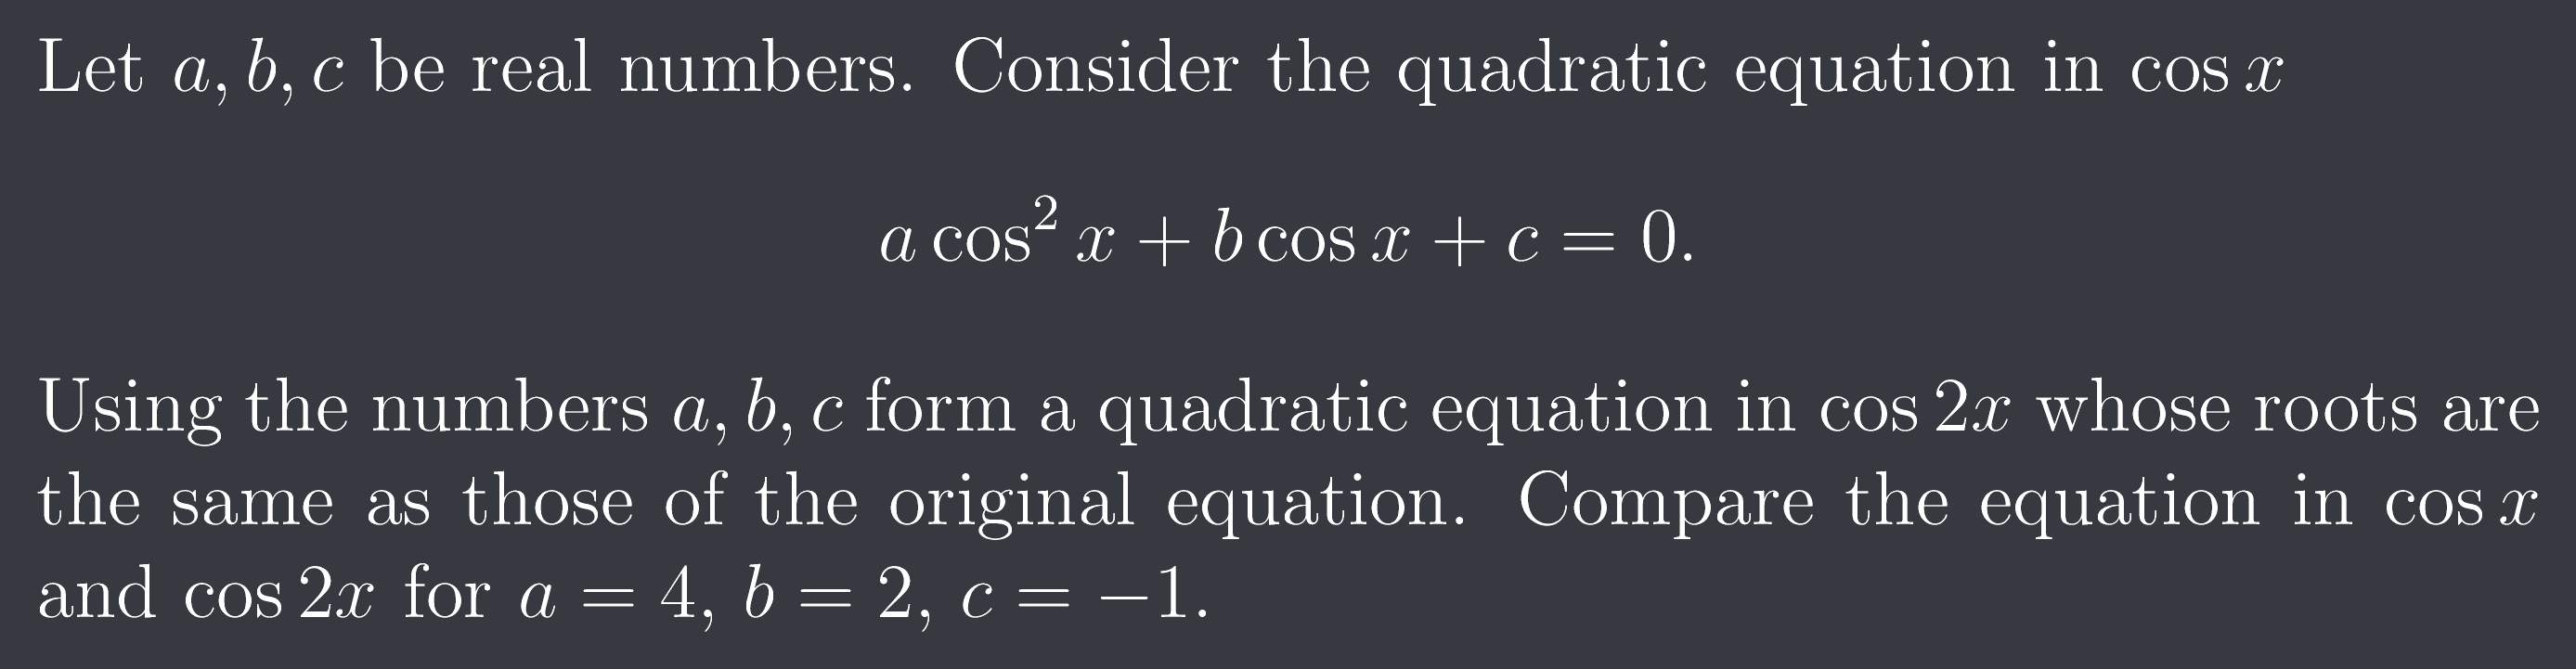 Let a, b, c be real numbers. Consider the quadratic equation in cos x
a cos² x + b cos x + c = 0.
Using the numbers a, b, c form a quadratic equation in cos 2x whose roots are
the same as those of the original equation. Compare the equation in cos x
and cos 2x for a = 4, b = 2, c = −1.